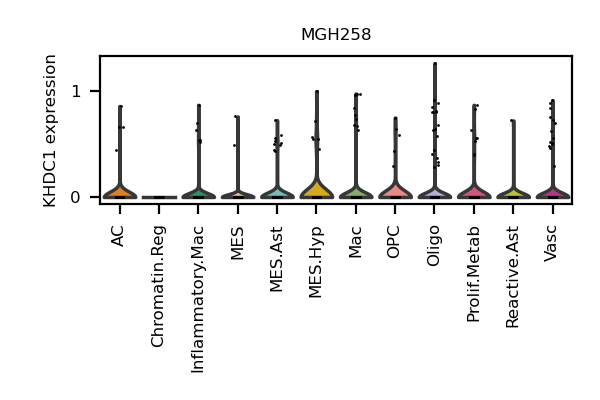 MGH258
KHDC1 expression
1
0
AC
Chromatin.Reg
Inflammatory.Mac
MES
MES.Ast
MES.Hyp
Mac
OPC
Oligo
Prolif.Metab
Reactive.Ast
Vasc